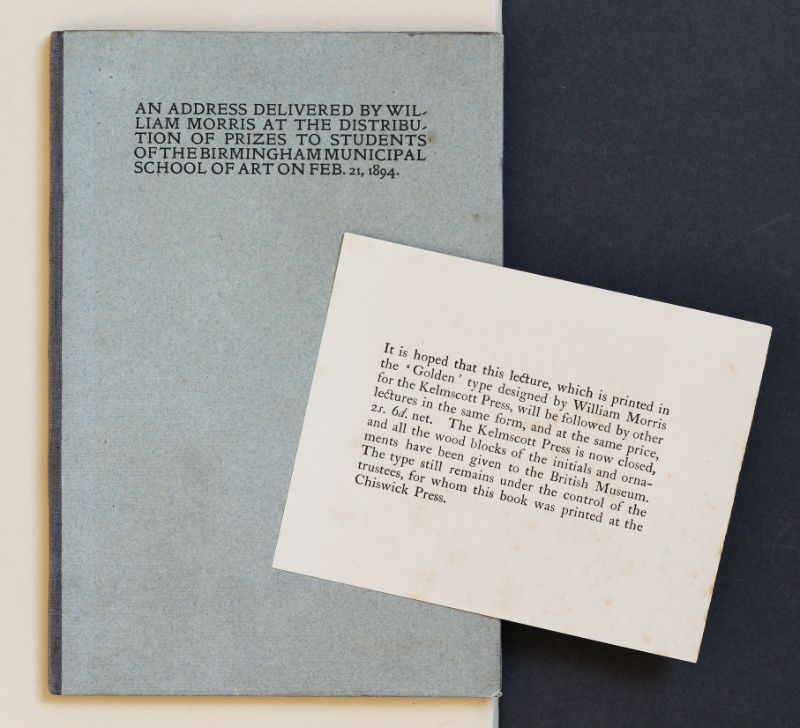 AN ADDRESS DELIVERED BY WIL-
LIAM MORRIS AT THE DISTRIBU-
TION OF PRIZES TO STUDENTS
OF THE BIRMINGHAM MUNICIPAL
SCHOOL OF ART ON FEB. 21, 1894.
It is hoped that this lecture, which is printed in
the ‘Golden’ type designed by William Morris
for the Kelmscott Press, will be followed by other
lectures in the same form, and at the same price,
2s. 6d. net. The Kelmscott Press is now closed,
and all the wood blocks of the initials and orna-
ments have been given to the British Museum.
The type still remains under the control of the
trustees, for whom this book was printed at the
Chiswick Press.